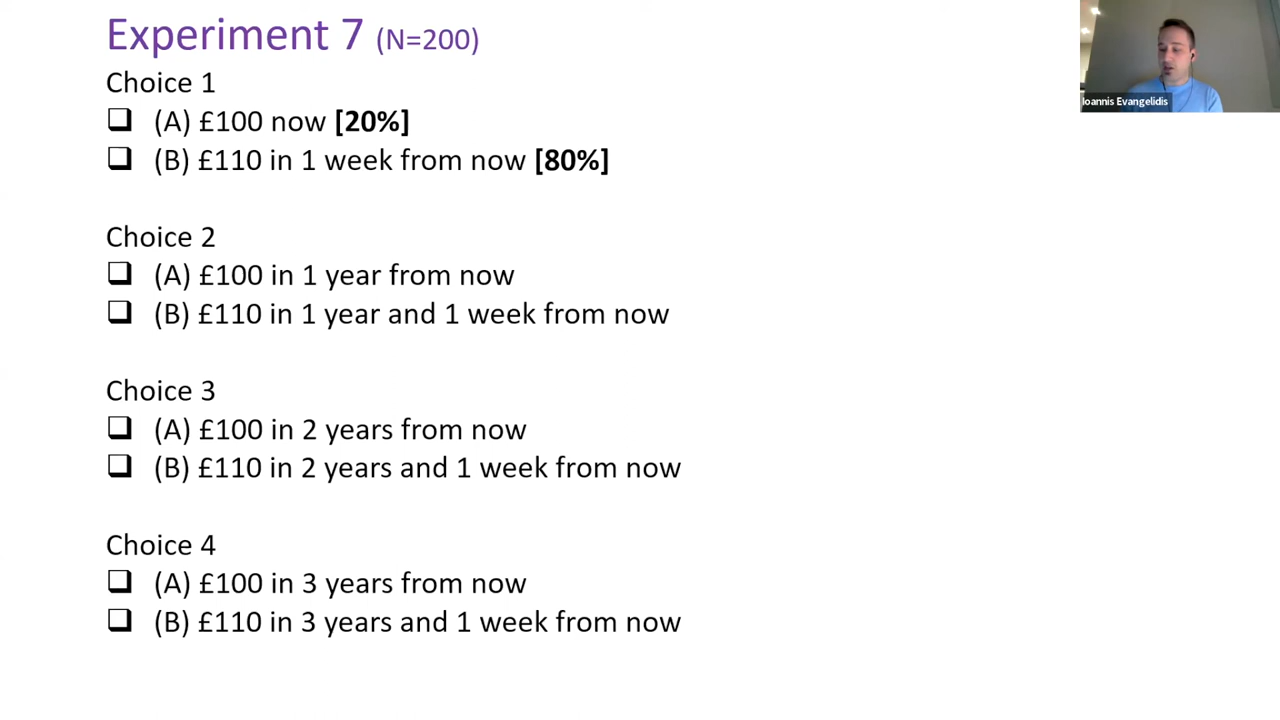 Experiment 7 (N=200)
Choice 1
(A) £100 now [20%]
(B) £110 in 1 week from now [80%]
Choice 2
(A) £100 in 1 year from now
(B) £110 in 1 year and 1 week from now
Choice 3
(A) £100 in 2 years from now
(B) £110 in 2 years and 1 week from now
Choice 4
(A) £100 in 3 years from now
(B) £110 in 3 years and 1 week from now
Ioannis Evangelidis